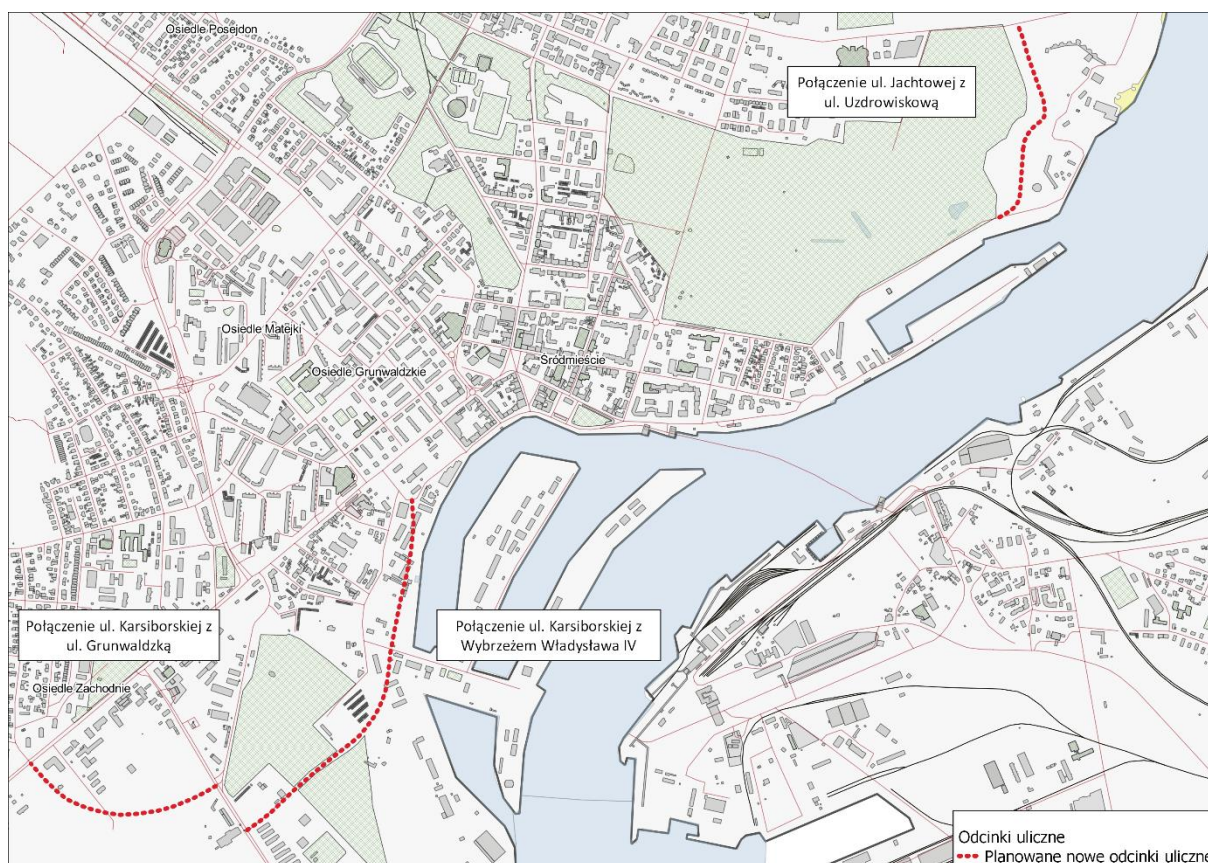 Osiedle Posejdon
Połączenie ul. Jachtowej z
ul. Uzdrowiskową
Osiedle Matejki
Śródmieście
Osiedle Grunwaldzkie
Połączenie ul. Karsiborskiej z
ul. Grunwaldzką
Połączenie ul. Karsiborskiej z
Wybrzeżem Władysława IV
Osiedle Zachodnie
Odcinki uliczne
Planowane nowe odcinki uliczne